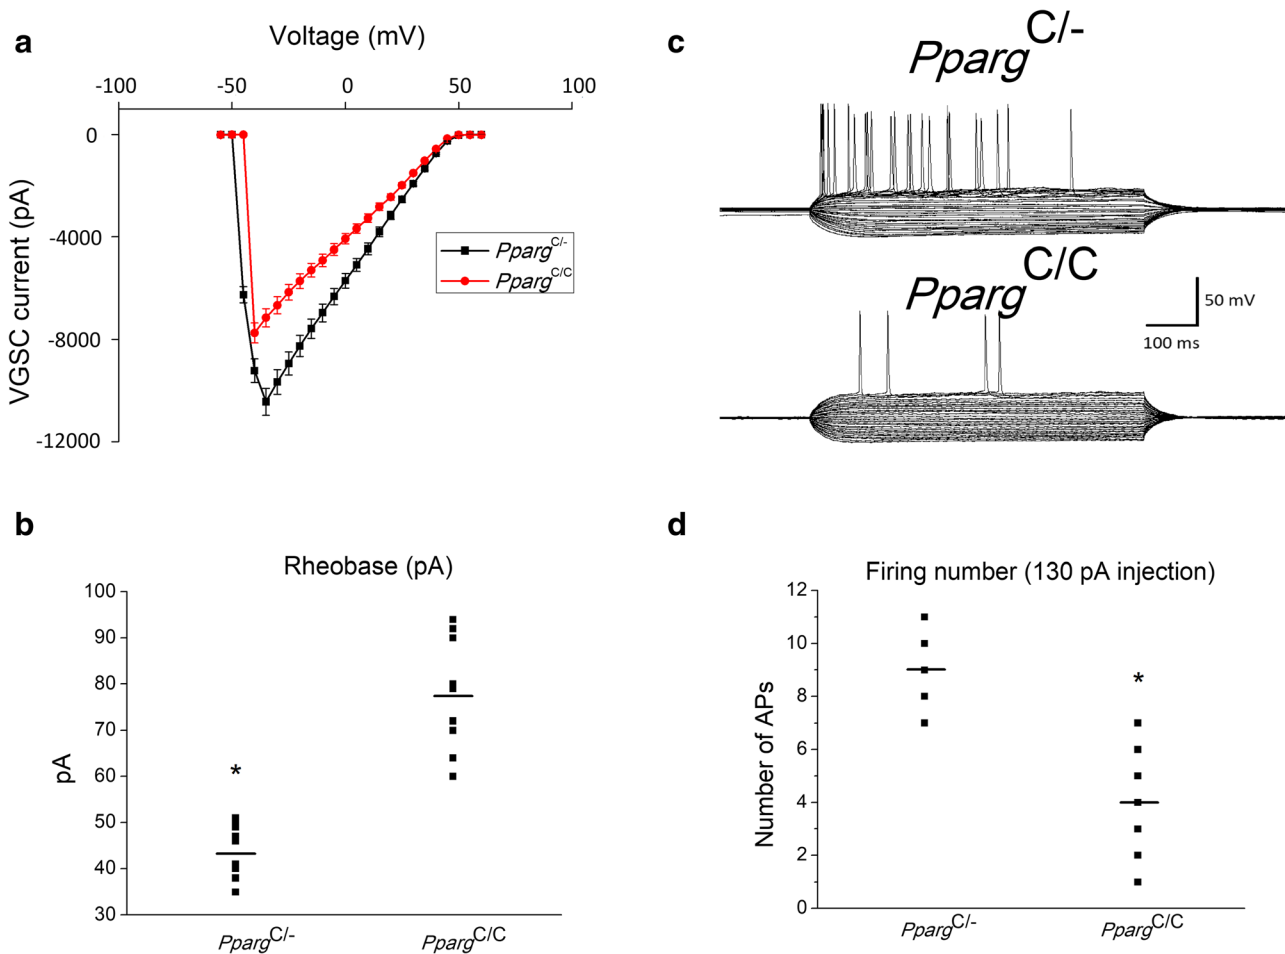 a
Voltage (mV)
-100 -50 0 50 100
VGSC current (pA)
0
-4000
-8000
-12000
Pparg C/-
Pparg C/C
c
Pparg C/-
Pparg C/C
50 mV
100 ms
b
Rheobase (pA)
pA
100
90
80
70
60
50
40
30
*
Pparg C/- Pparg C/C
d
Firing number (130 pA injection)
Number of APs
12
10
8
6
4
2
0
*
Pparg C/- Pparg C/C